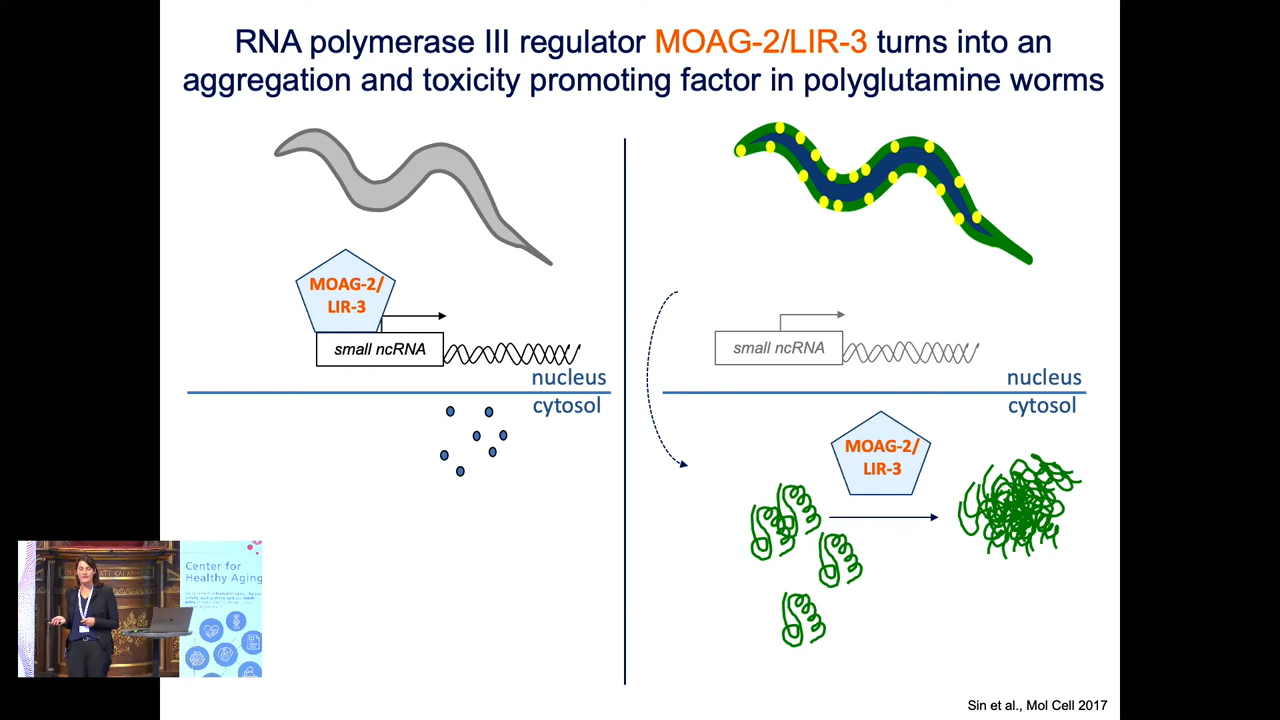 RNA polymerase III regulator MOAG-2/LIR-3 turns into an
aggregation and toxicity promoting factor in polyglutamine worms
MOAG-2/
LIR-3
small ncRNA
nucleus
cytosol
small ncRNA
nucleus
cytosol
MOAG-2/
LIR-3
Center for
Healthy Aging
Sin et al., Mol Cell 2017